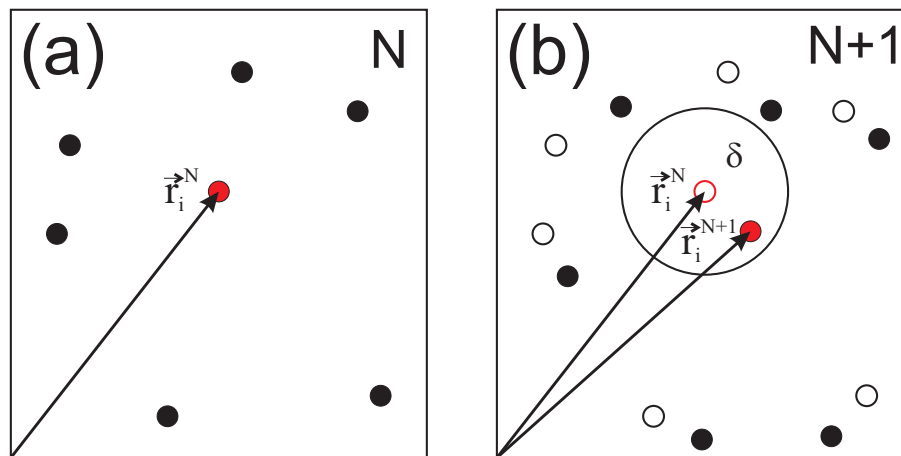 (a) N
r⃗ᵢᴺ
(b) N+1
δ
r⃗ᵢᴺ
r⃗ᵢᴺ⁺¹